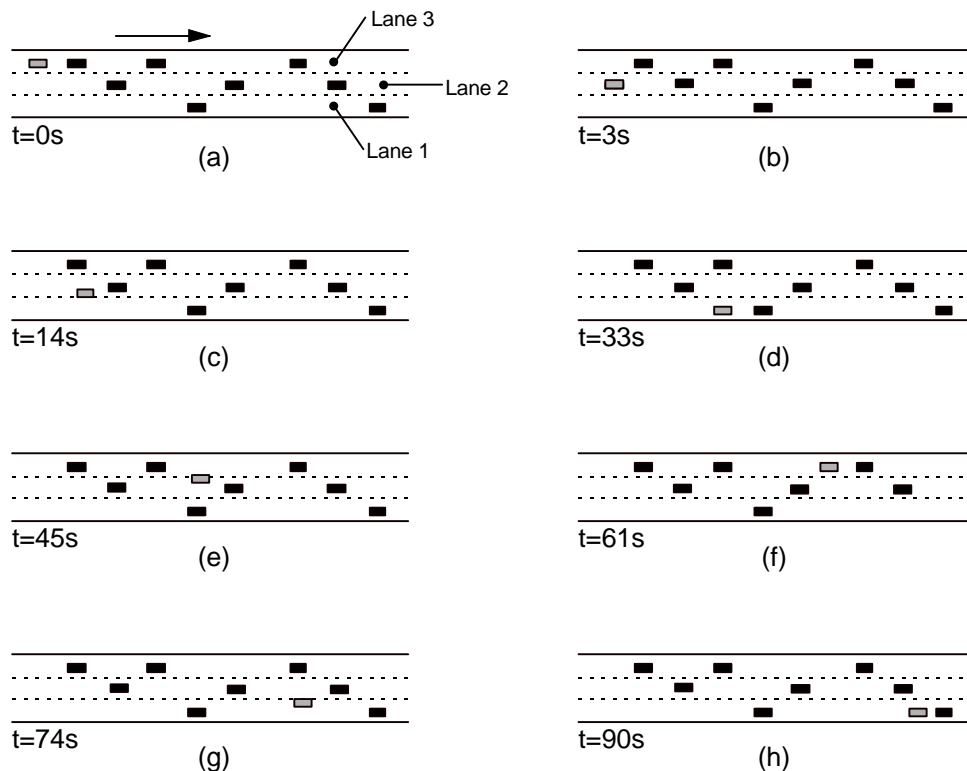 Lane 3
Lane 2
Lane 1
t=0s
(a)
t=3s
(b)
t=14s
(c)
t=33s
(d)
t=45s
(e)
t=61s
(f)
t=74s
(g)
t=90s
(h)